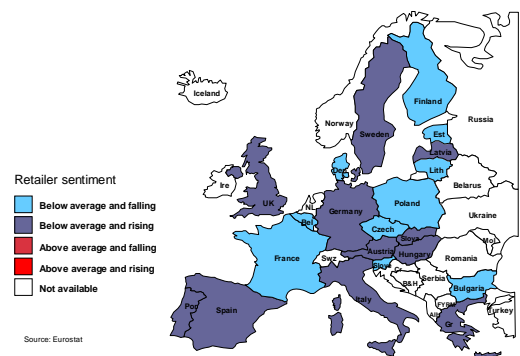 Iceland
Finland
Norway
Russia
Sweden
Est
Latvia
Retailer sentiment
Den
Lith
Ire
Belarus
Below average and falling
UK
NL
Poland
Germany
Below average and rising
Bel
Ukraine
Czech
Above average and falling
Slova
Mol
Austria
Hungary
France
Above average and rising
Swz
Slove
Cr
Romania
Not available
B&H
Serbia
Bulgaria
Italy
Por
Spain
FYRM
Alb
Turkey
Gr
Source: Eurostat